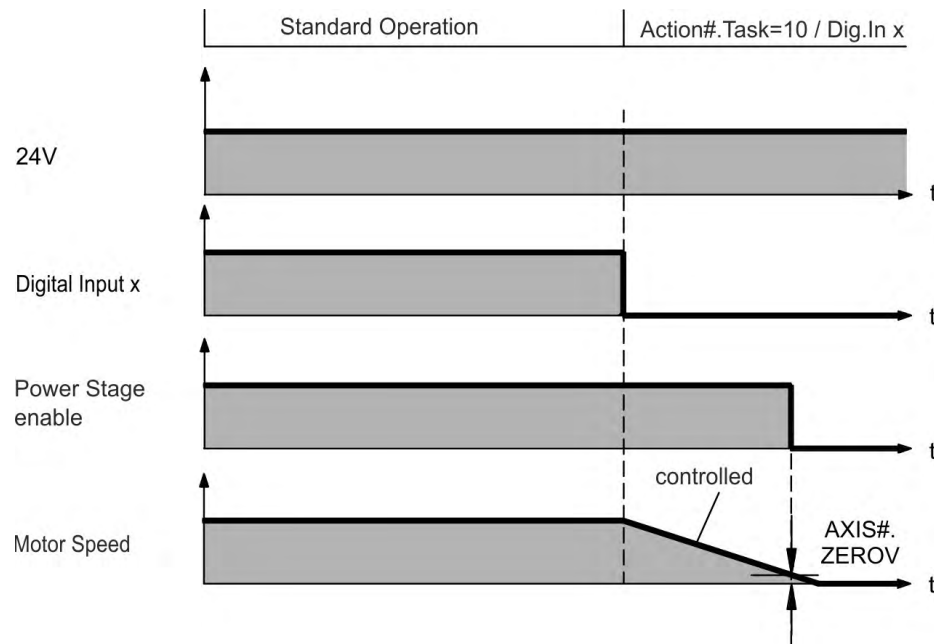 Standard Operation
Action#.Task=10 / Dig.In x
24V
t
Digital Input x
t
Power Stage
enable
t
controlled
Motor Speed
AXIS#.
ZEROV
t